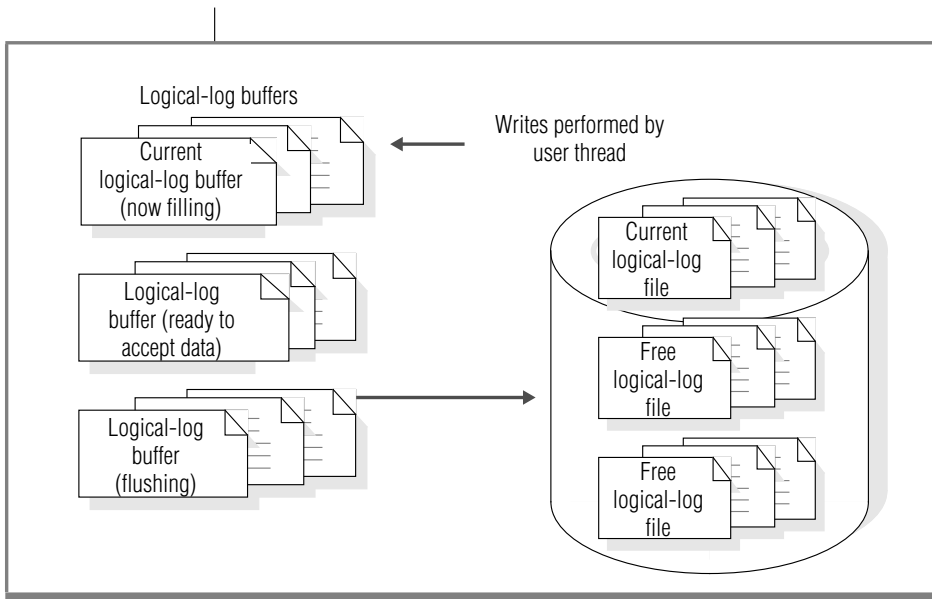 Logical-log buffers
Current
logical-log buffer
(now filling)
Writes performed by
user thread
Logical-log
buffer (ready to
accept data)
Logical-log
buffer
(flushing)
Current
logical-log
file
Free
logical-log
file
Free
logical-log
file